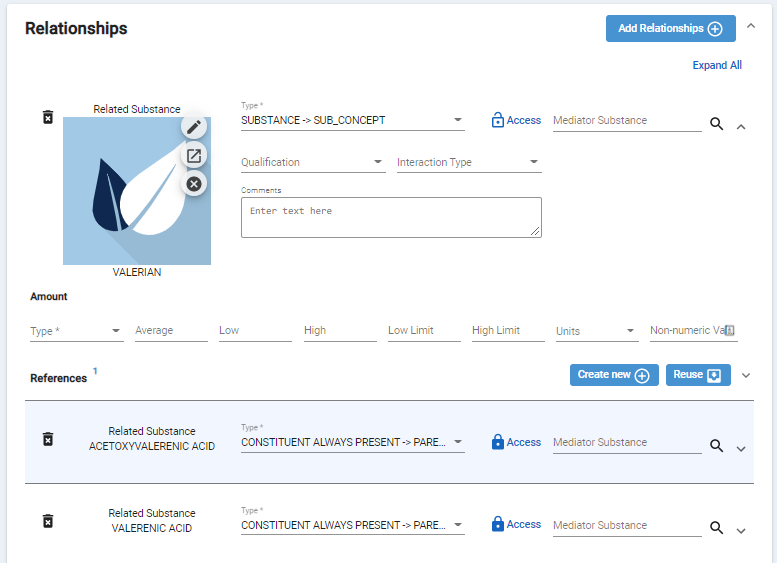 Relationships
Add Relationships
Expand All
Related Substance
VALERIAN
Type *
SUBSTANCE -> SUB_CONCEPT
Access
Mediator Substance
Qualification
Interaction Type
Comments
Enter text here
Amount
Type *
Average
Low
High
Low Limit
High Limit
Units
Non-numeric Val
References 1
Create new
Reuse
Related Substance
ACETOXYVALERENIC ACID
Type *
CONSTITUENT ALWAYS PRESENT -> PARE...
Access
Mediator Substance
Related Substance
VALERENIC ACID
Type *
CONSTITUENT ALWAYS PRESENT -> PARE...
Access
Mediator Substance